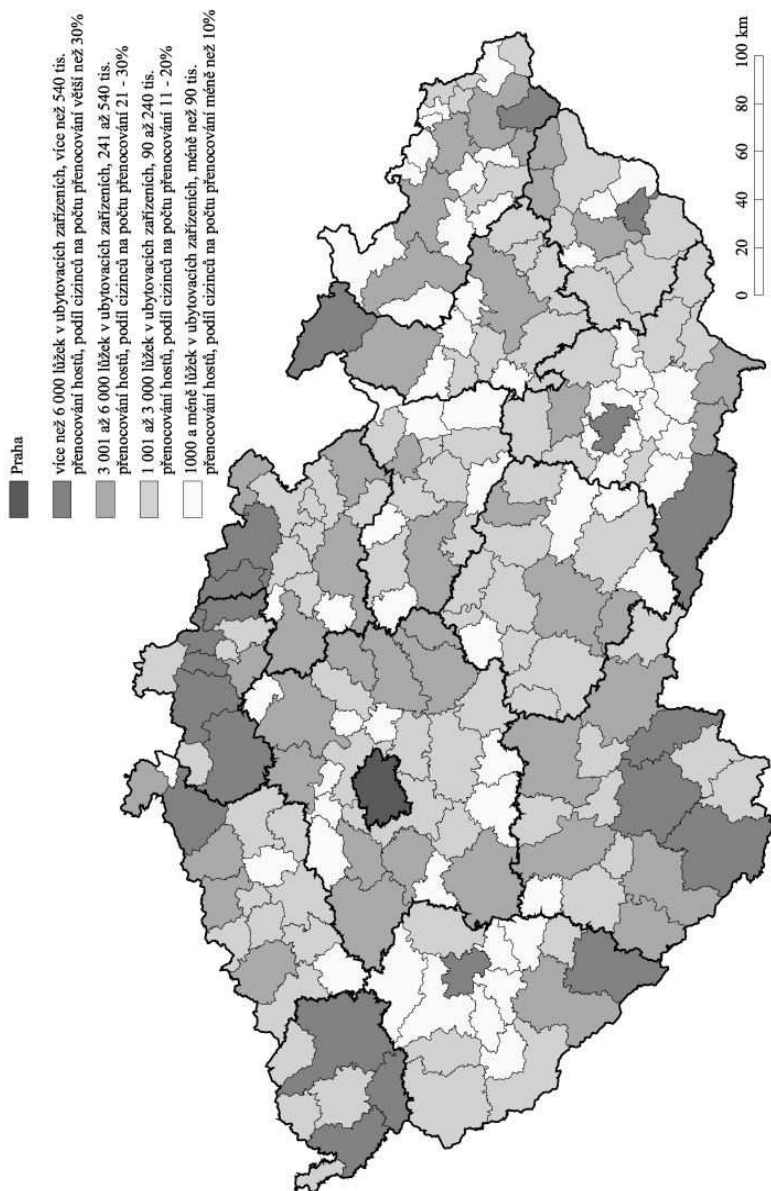 Praha
více než 6 000 lůžek v ubytovacích zařízeních, více než 540 tis.
přenocování hostů, podíl cizinců na počtu přenocování větší než 30%
3 001 až 6 000 lůžek v ubytovacích zařízeních, 241 až 540 tis.
přenocování hostů, podíl cizinců na počtu přenocování 21 - 30%
1 001 až 3 000 lůžek v ubytovacích zařízeních, 90 až 240 tis.
přenocování hostů, podíl cizinců na počtu přenocování 11 - 20%
1000 a méně lůžek v ubytovacích zařízeních, méně než 90 tis.
přenocování hostů, podíl cizinců na počtu přenocování méně než 10%
0 20 40 60 80 100 km